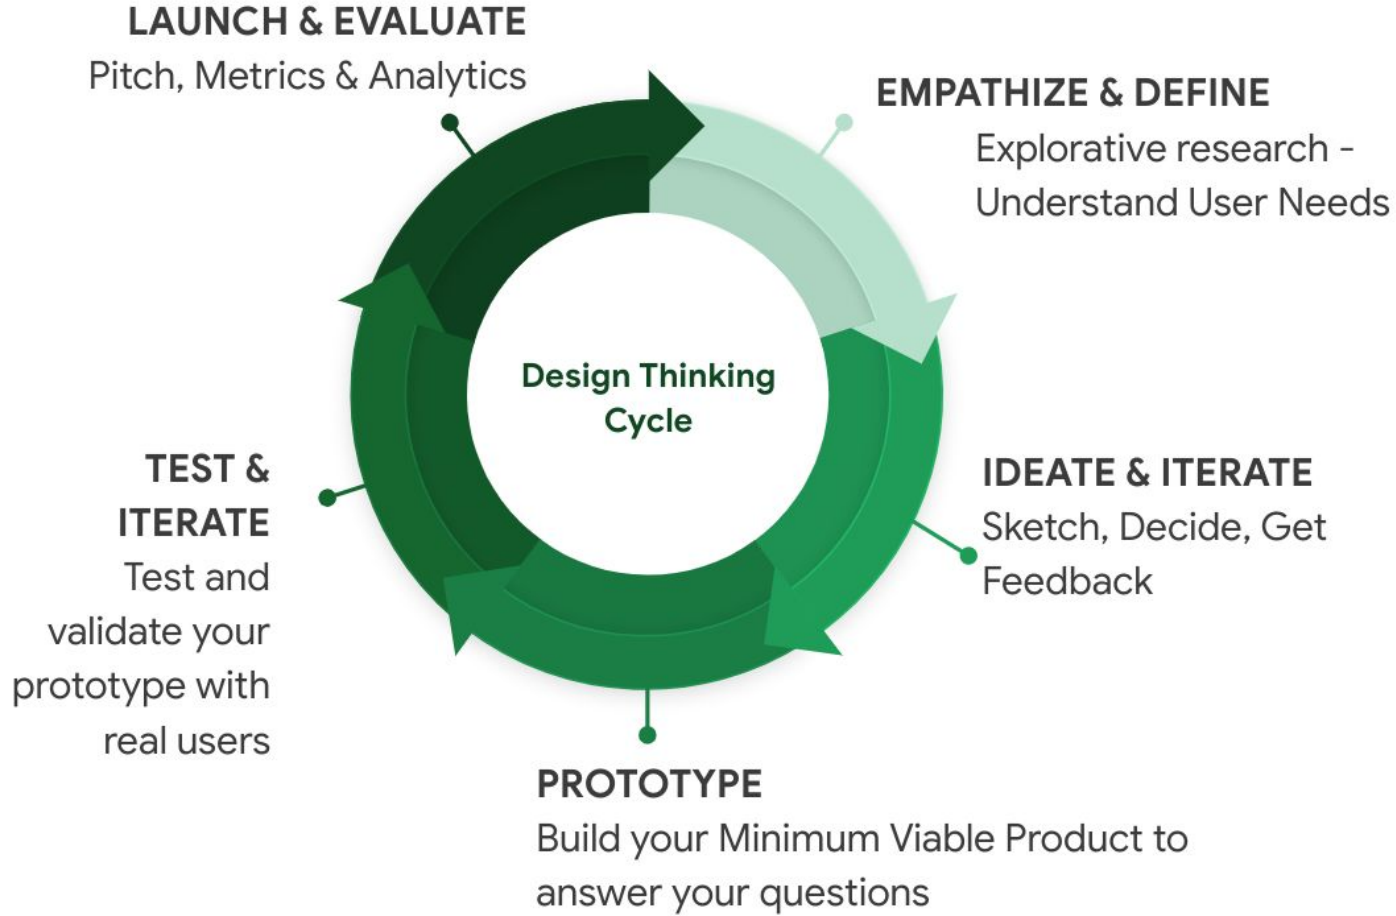 LAUNCH & EVALUATE
Pitch, Metrics & Analytics
EMPATHIZE & DEFINE
Explorative research -
Understand User Needs
Design Thinking
Cycle
IDEATE & ITERATE
Sketch, Decide, Get
Feedback
TEST &
ITERATE
Test and
validate your
prototype with
real users
PROTOTYPE
Build your Minimum Viable Product to
answer your questions